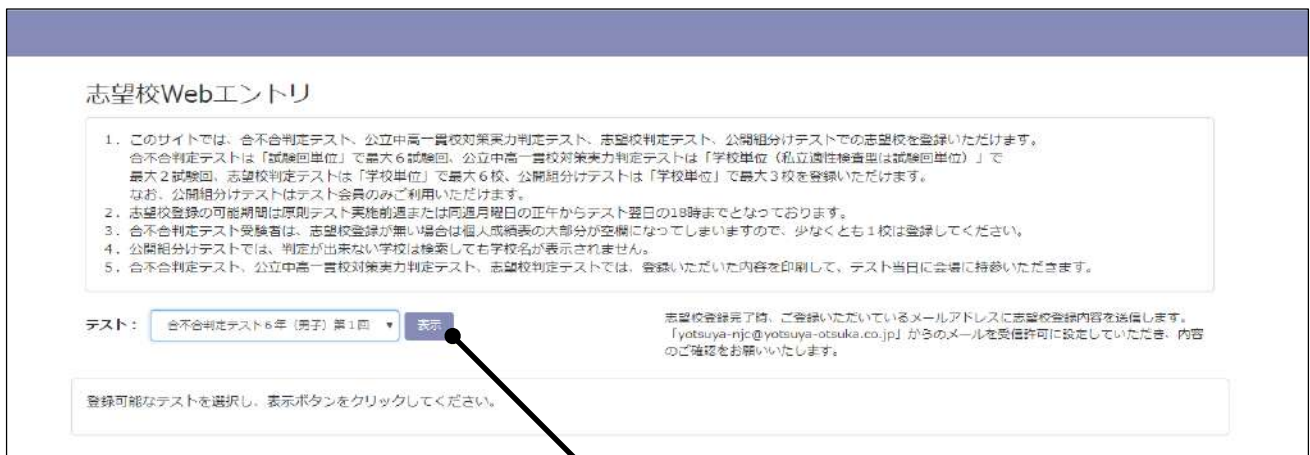 志望校Webエントリ
1. このサイトでは、合不合判定テスト、公立中高一貫校対策実力判定テスト、志望校判定テスト、公開組分けテストでの志望校を登録いただけます。
合不合判定テストは「試験回単位」で最大6試験回、公立中高一貫校対策実力判定テストは「学校単位（私立適性検査型は試験回単位）」で
最大2試験回、志望校判定テストは「学校単位」で最大6校、公開組分けテストは「学校単位」で最大3校を登録いただけます。
なお、公開組分けテストはテスト会員のみご利用いただけます。
2. 志望校登録の可能期間は原則テスト実施前週または同週月曜日の正午からテスト翌日の18時までとなっております。
3. 合不合判定テスト受験者は、志望校登録が無い場合は個人成績表の大部分が空欄になってしまいますので、少なくとも1校は登録してください。
4. 公開組分けテストでは、判定が出来ない学校は検索しても学校名が表示されません。
5. 合不合判定テスト、公立中高一貫校対策実力判定テスト、志望校判定テストでは、登録いただいた内容を印刷して、テスト当日に会場に持参いただきます。
テスト： 合不合判定テスト6年（男子）第1回 ▼ 表示
志望校登録完了時、ご登録いただいているメールアドレスに志望校登録内容を送信します。
「yotsuya-njc@yotsuya-otsuka.co.jp」からのメールを受信許可に設定していただき、内容
のご確認をお願いいたします。
登録可能なテストを選択し、表示ボタンをクリックしてください。